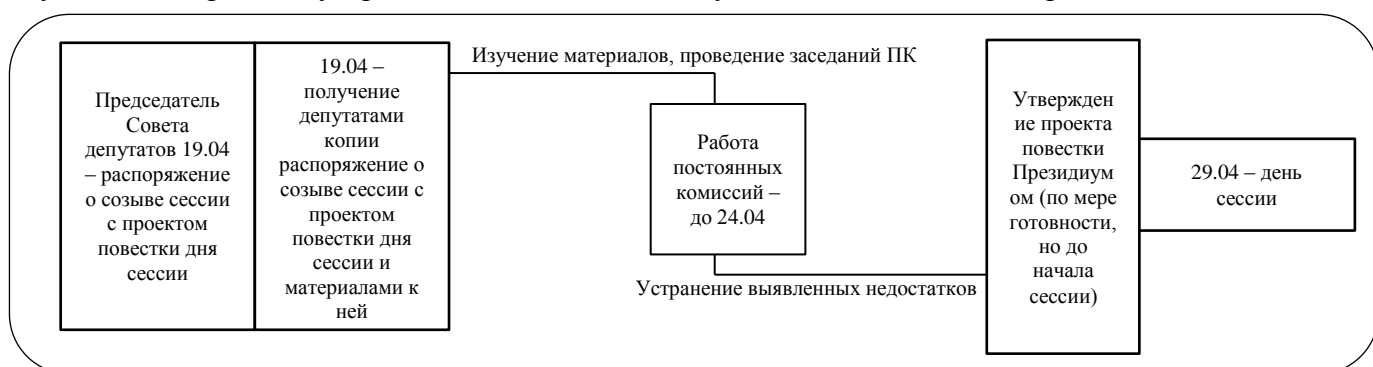 Председатель
Совета
депутатов 19.04
– распоряжение
о созыве сессии
с проектом
повестки дня
сессии
19.04 –
получение
депутатами
копии
распоряжение о
созыве сессии с
проектом
повестки дня
сессии и
материалами к
ней
Изучение материалов, проведение заседаний ПК
Работа
постоянных
комиссий –
до 24.04
Устранение выявленных недостатков
Утвержден
ие проекта
повестки
Президиум
ом (по мере
готовности,
но до
начала
сессии)
29.04 – день
сессии